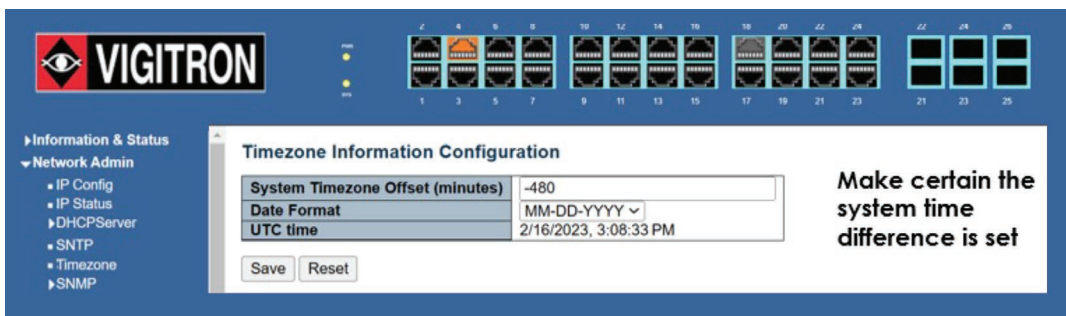 2 4 6 8 10 12 14 16 18 20 22 24 22 24 26
VIGITRON
1 3 5 7 9 11 13 15 17 19 21 23 21 23 25
Information & Status
Network Admin
IP Config
IP Status
DHCPServer
SNTP
Timezone
SNMP
Timezone Information Configuration
System Timezone Offset (minutes) -480
Date Format MM-DD-YYYY
UTC time 2/16/2023, 3:08:33 PM
Save Reset
Make certain the
system time
difference is set